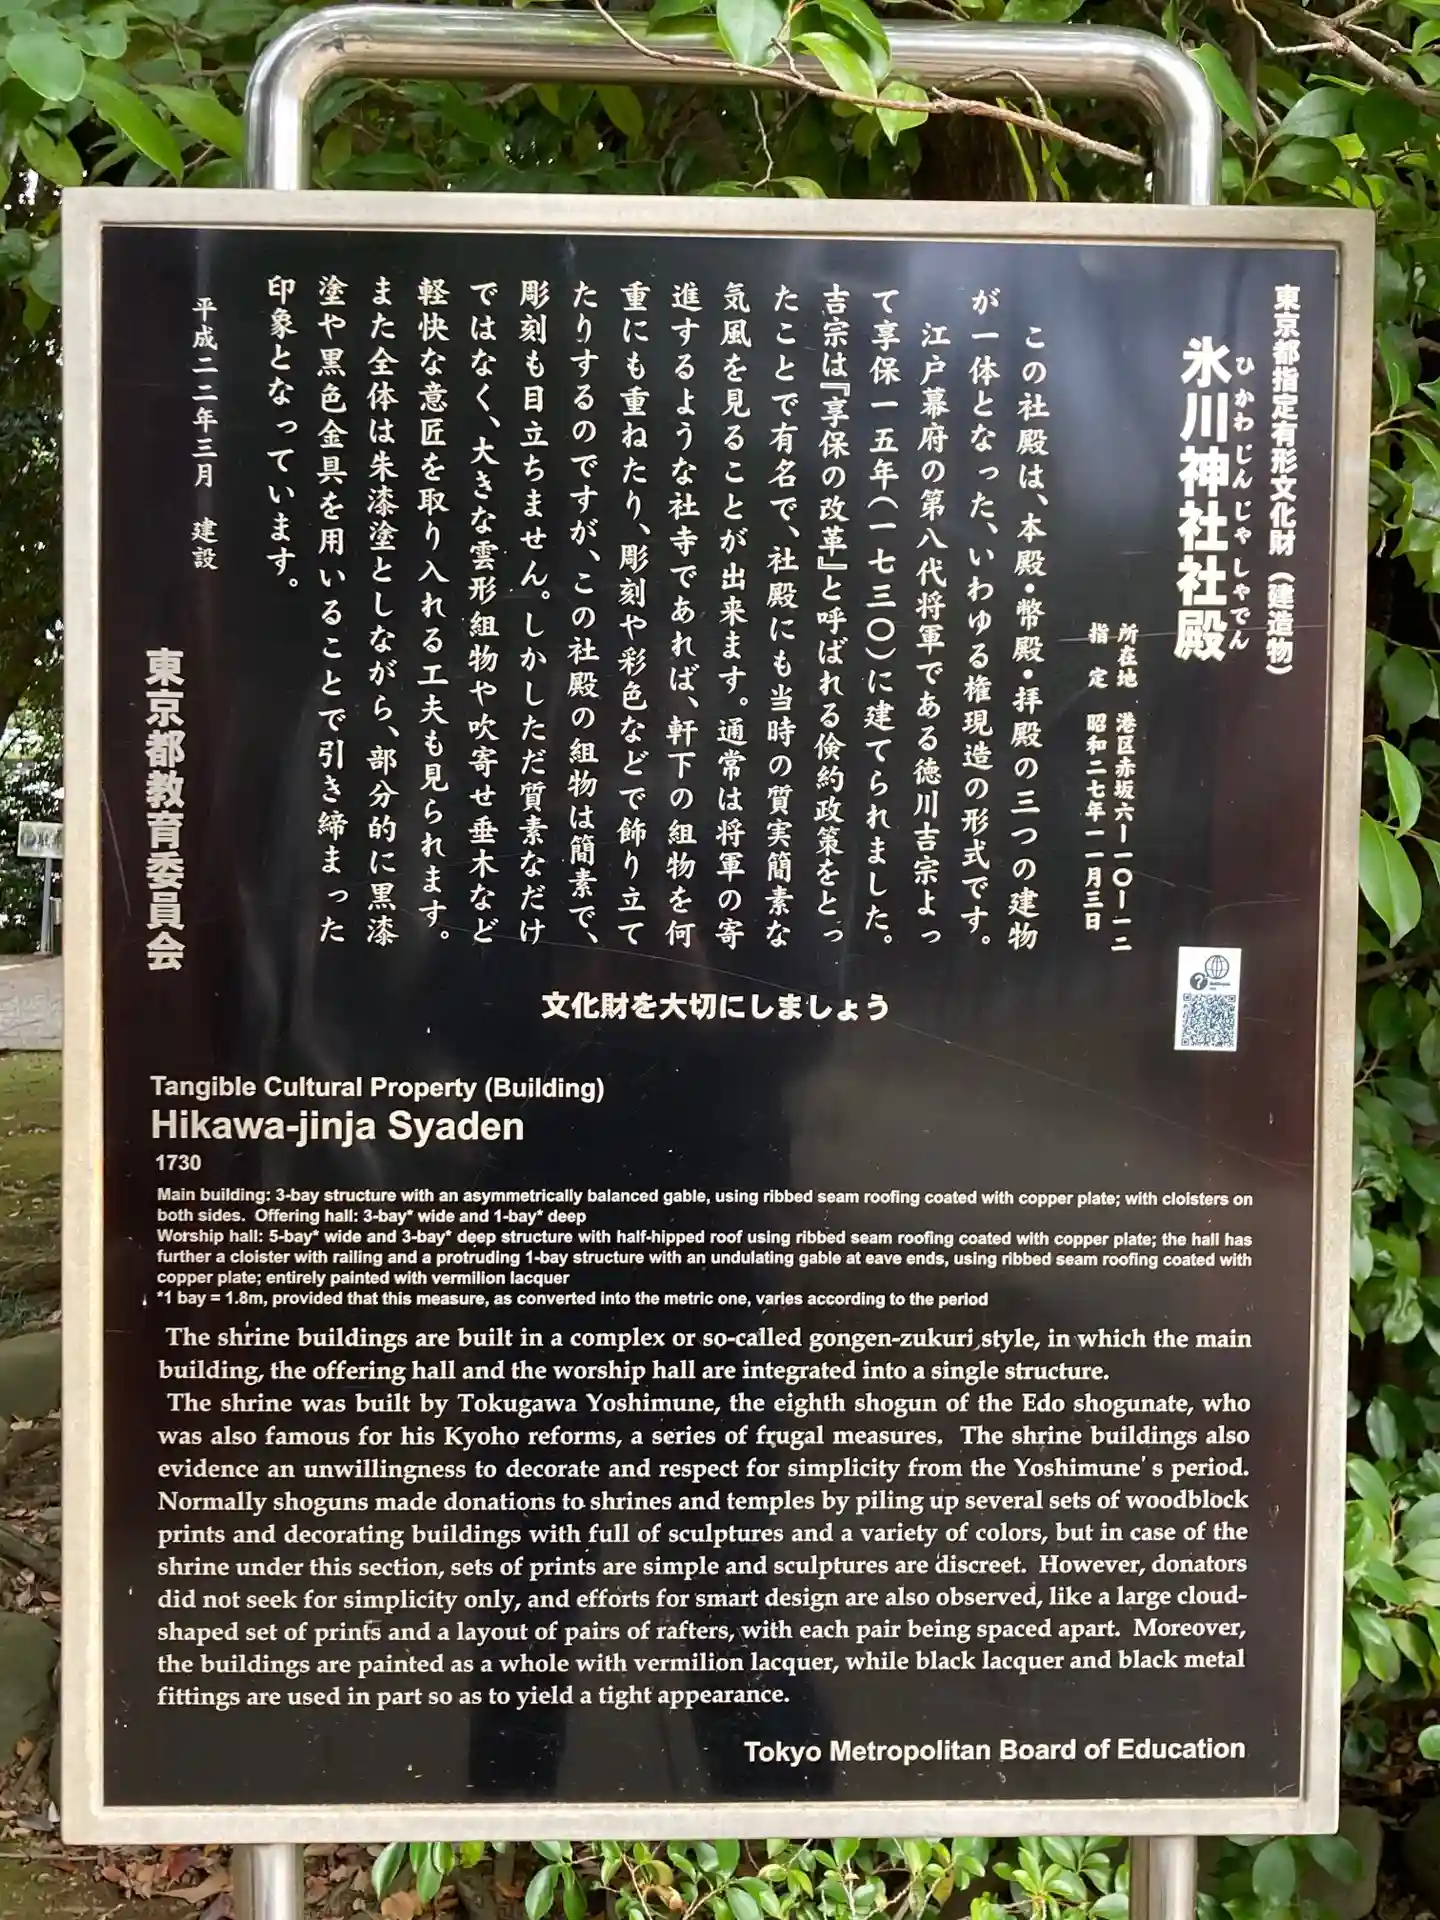 東京都指定有形文化財（建造物）
ひかわじんじゃしゃでん
氷川神社社殿
所在地　港区赤坂六ー一〇ー一二
指　定　昭和二七年一一月三日
この社殿は、本殿・幣殿・拝殿の三つの建物
が一体となった、いわゆる権現造の形式です。
江戸幕府の第八代将軍である徳川吉宗よっ
て享保一五年（一七三〇）に建てられました。
吉宗は『享保の改革』と呼ばれる倹約政策をとっ
たことで有名で、社殿にも当時の質実簡素な
気風を見ることが出来ます。通常は将軍の寄
進するような社寺であれば、軒下の組物を何
重にも重ねたり、彫刻や彩色などで飾り立て
たりするのですが、この社殿の組物は簡素で、
彫刻も目立ちません。しかしただ質素なだけ
ではなく、大きな雲形組物や吹寄せ垂木など
軽快な意匠を取り入れる工夫も見られます。
また全体は朱漆塗としながら、部分的に黒漆
塗や黒色金具を用いることで引き締まった
印象となっています。
平成二二年三月　建設
東京都教育委員会
文化財を大切にしましょう
Tangible Cultural Property (Building)
Hikawa-jinja Syaden
1730
Main building: 3-bay structure with an asymmetrically balanced gable, using ribbed seam roofing coated with copper plate; with cloisters on
both sides. Offering hall: 3-bay* wide and 1-bay* deep
Worship hall: 5-bay* wide and 3-bay* deep structure with half-hipped roof using ribbed seam roofing coated with copper plate; the hall has
further a cloister with railing and a protruding 1-bay structure with an undulating gable at eave ends, using ribbed seam roofing coated with
copper plate; entirely painted with vermilion lacquer
*1 bay = 1.8m, provided that this measure, as converted into the metric one, varies according to the period
The shrine buildings are built in a complex or so-called gongen-zukuri style, in which the main
building, the offering hall and the worship hall are integrated into a single structure.
The shrine was built by Tokugawa Yoshimune, the eighth shogun of the Edo shogunate, who
was also famous for his Kyoho reforms, a series of frugal measures. The shrine buildings also
evidence an unwillingness to decorate and respect for simplicity from the Yoshimune's period.
Normally shoguns made donations to shrines and temples by piling up several sets of woodblock
prints and decorating buildings with full of sculptures and a variety of colors, but in case of the
shrine under this section, sets of prints are simple and sculptures are discreet. However, donators
did not seek for simplicity only, and efforts for smart design are also observed, like a large cloud-
shaped set of prints and a layout of pairs of rafters, with each pair being spaced apart. Moreover,
the buildings are painted as a whole with vermilion lacquer, while black lacquer and black metal
fittings are used in part so as to yield a tight appearance.
Tokyo Metropolitan Board of Education